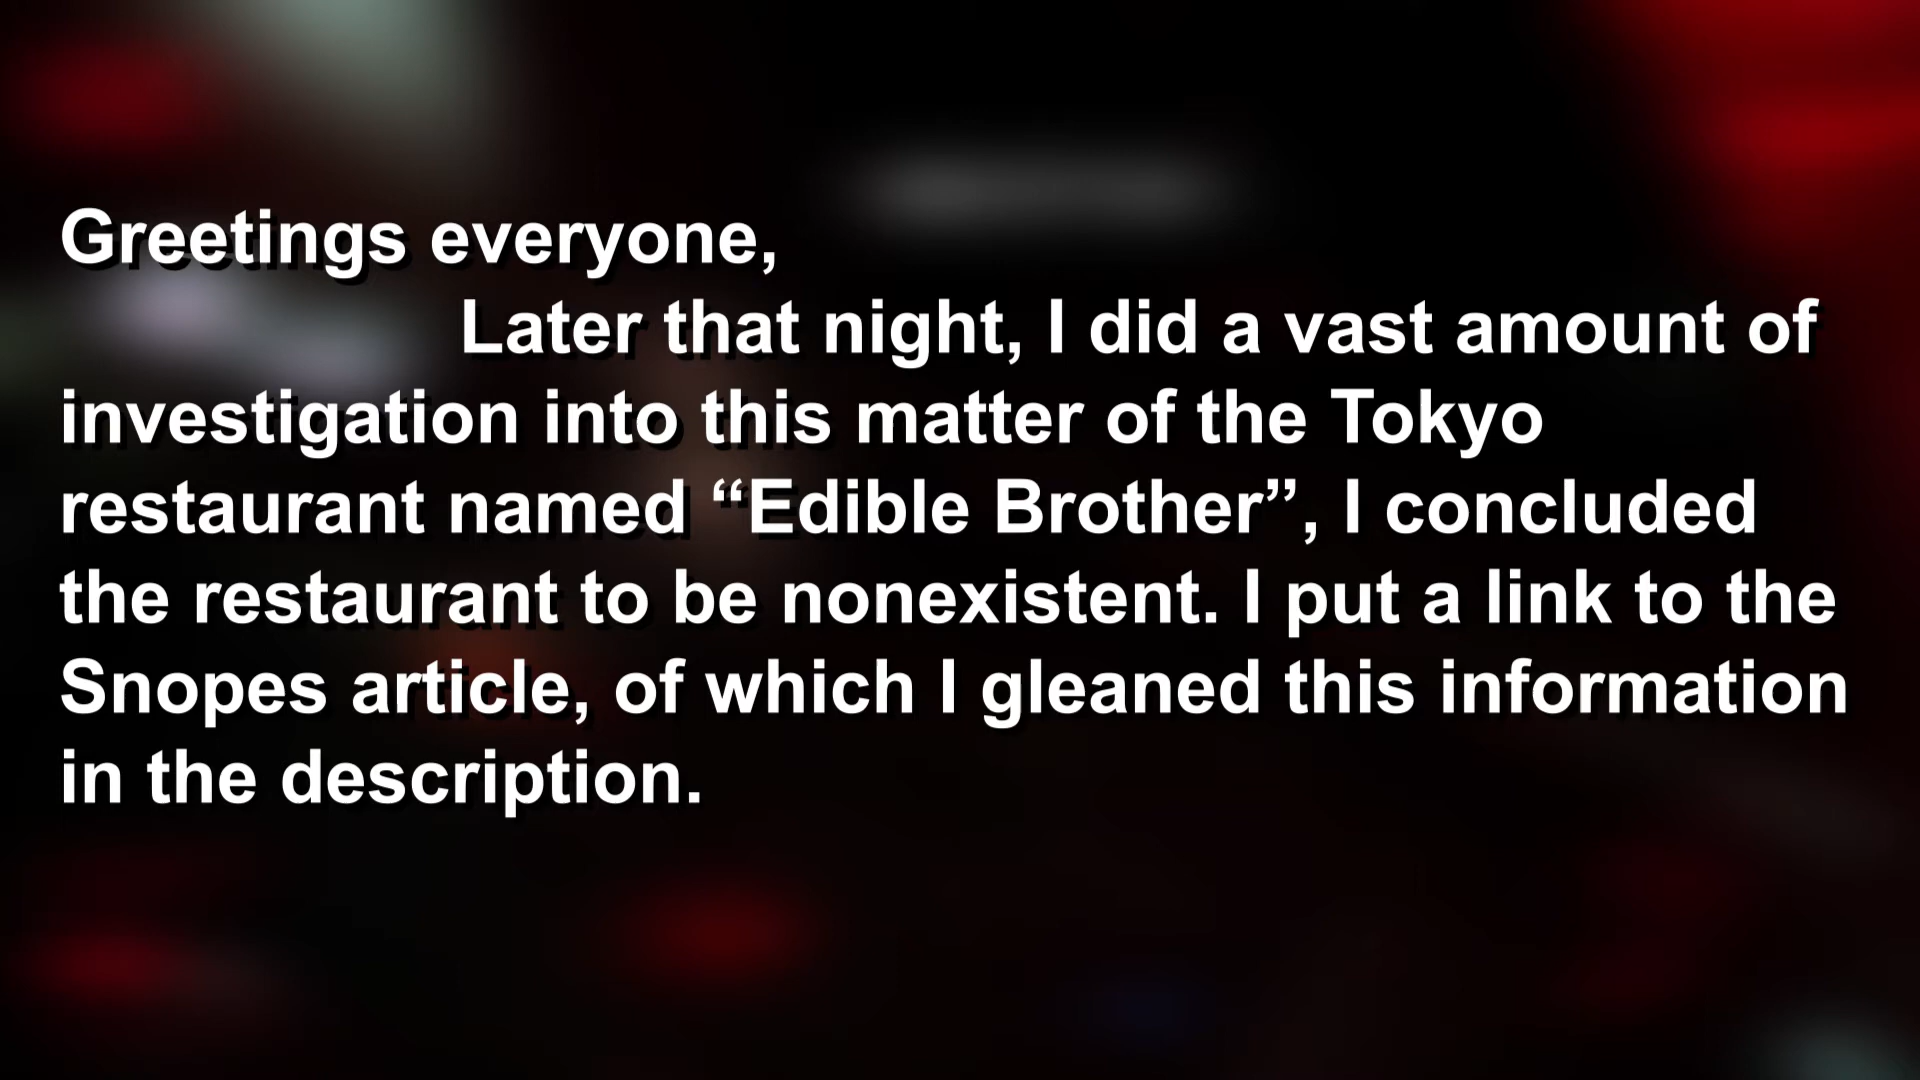 Greetings everyone,
Later that night, I did a vast amount of
investigation into this matter of the Tokyo
restaurant named “Edible Brother”, I concluded
the restaurant to be nonexistent. I put a link to the
Snopes article, of which I gleaned this information
in the description.